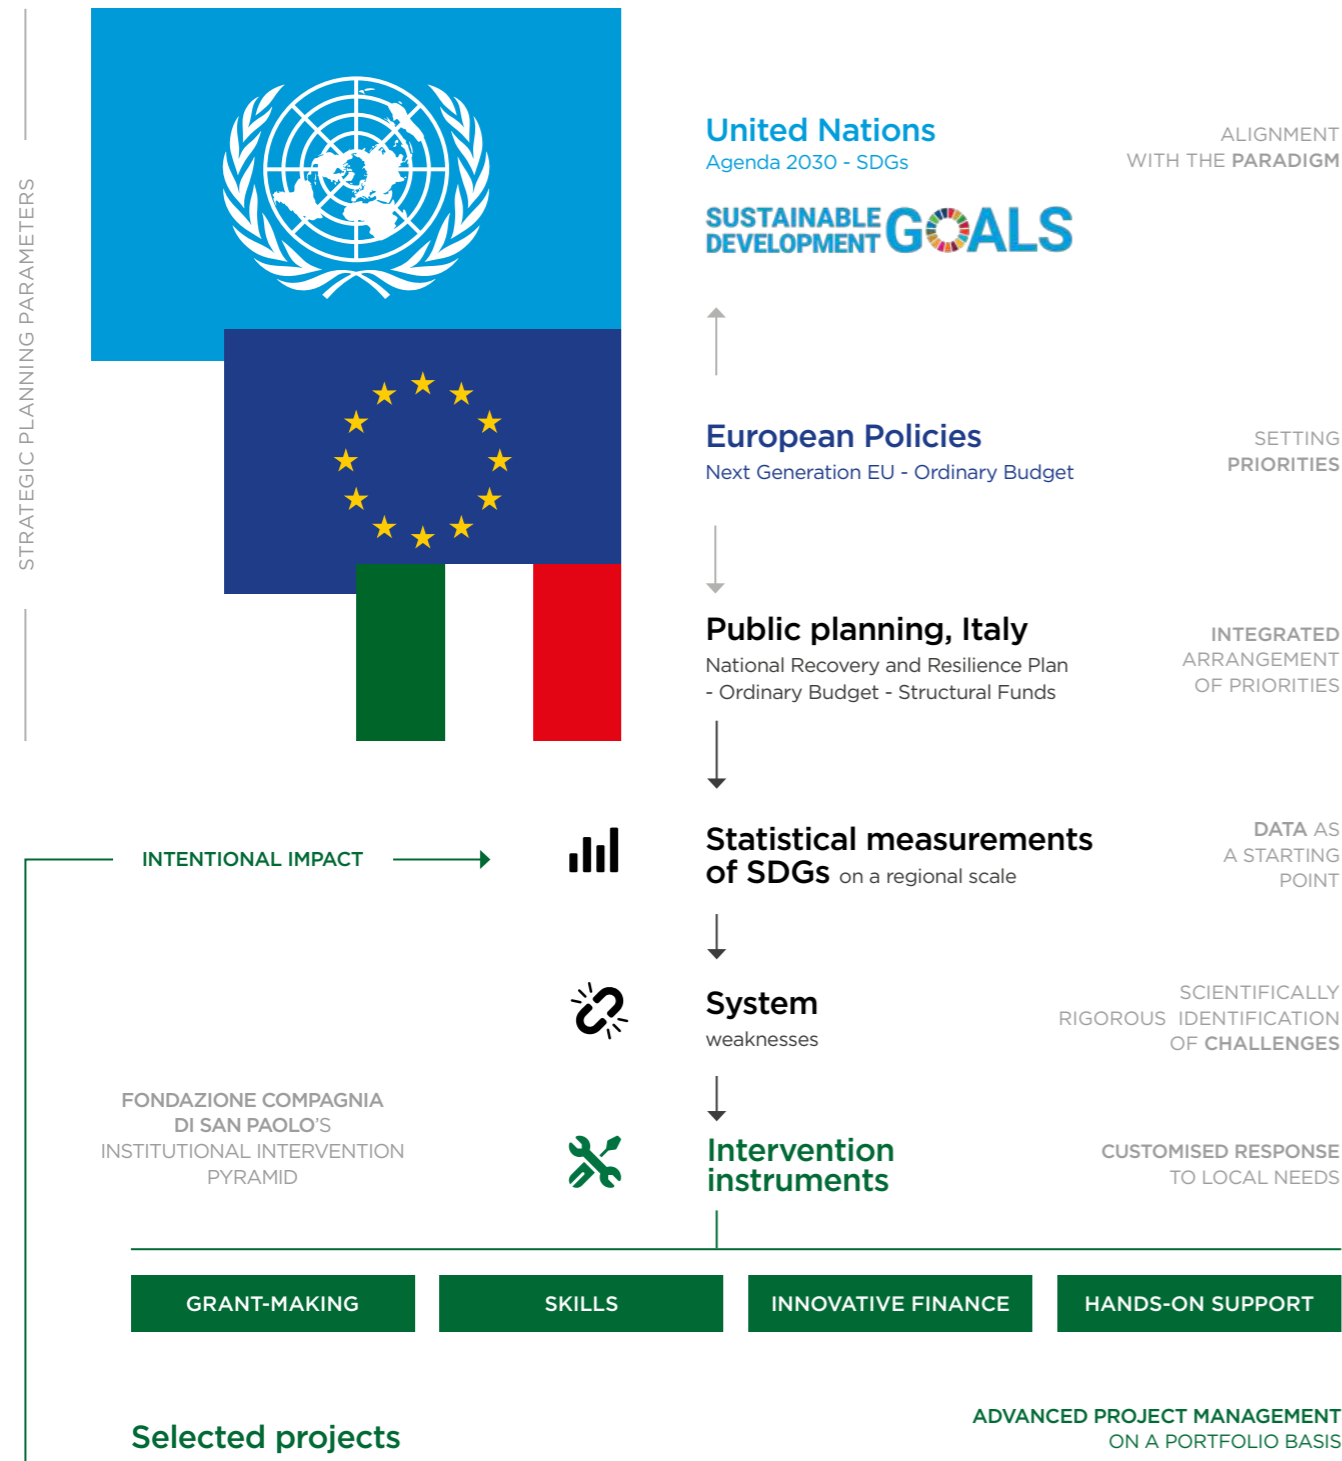 STRATEGIC PLANNING PARAMETERS
United Nations
Agenda 2030 - SDGs
ALIGNMENT
WITH THE PARADIGM
SUSTAINABLE
DEVELOPMENT
GOALS
European Policies
Next Generation EU - Ordinary Budget
SETTING
PRIORITIES
Public planning, Italy
National Recovery and Resilience Plan
- Ordinary Budget - Structural Funds
INTEGRATED
ARRANGEMENT
OF PRIORITIES
INTENTIONAL IMPACT
Statistical measurements
of SDGs on a regional scale
DATA AS
A STARTING
POINT
System
weaknesses
SCIENTIFICALLY
RIGOROUS IDENTIFICATION
OF CHALLENGES
FONDAZIONE COMPAGNIA
DI SAN PAOLO'S
INSTITUTIONAL INTERVENTION
PYRAMID
Intervention
instruments
CUSTOMISED RESPONSE
TO LOCAL NEEDS
GRANT-MAKING
SKILLS
INNOVATIVE FINANCE
HANDS-ON SUPPORT
Selected projects
ADVANCED PROJECT MANAGEMENT
ON A PORTFOLIO BASIS